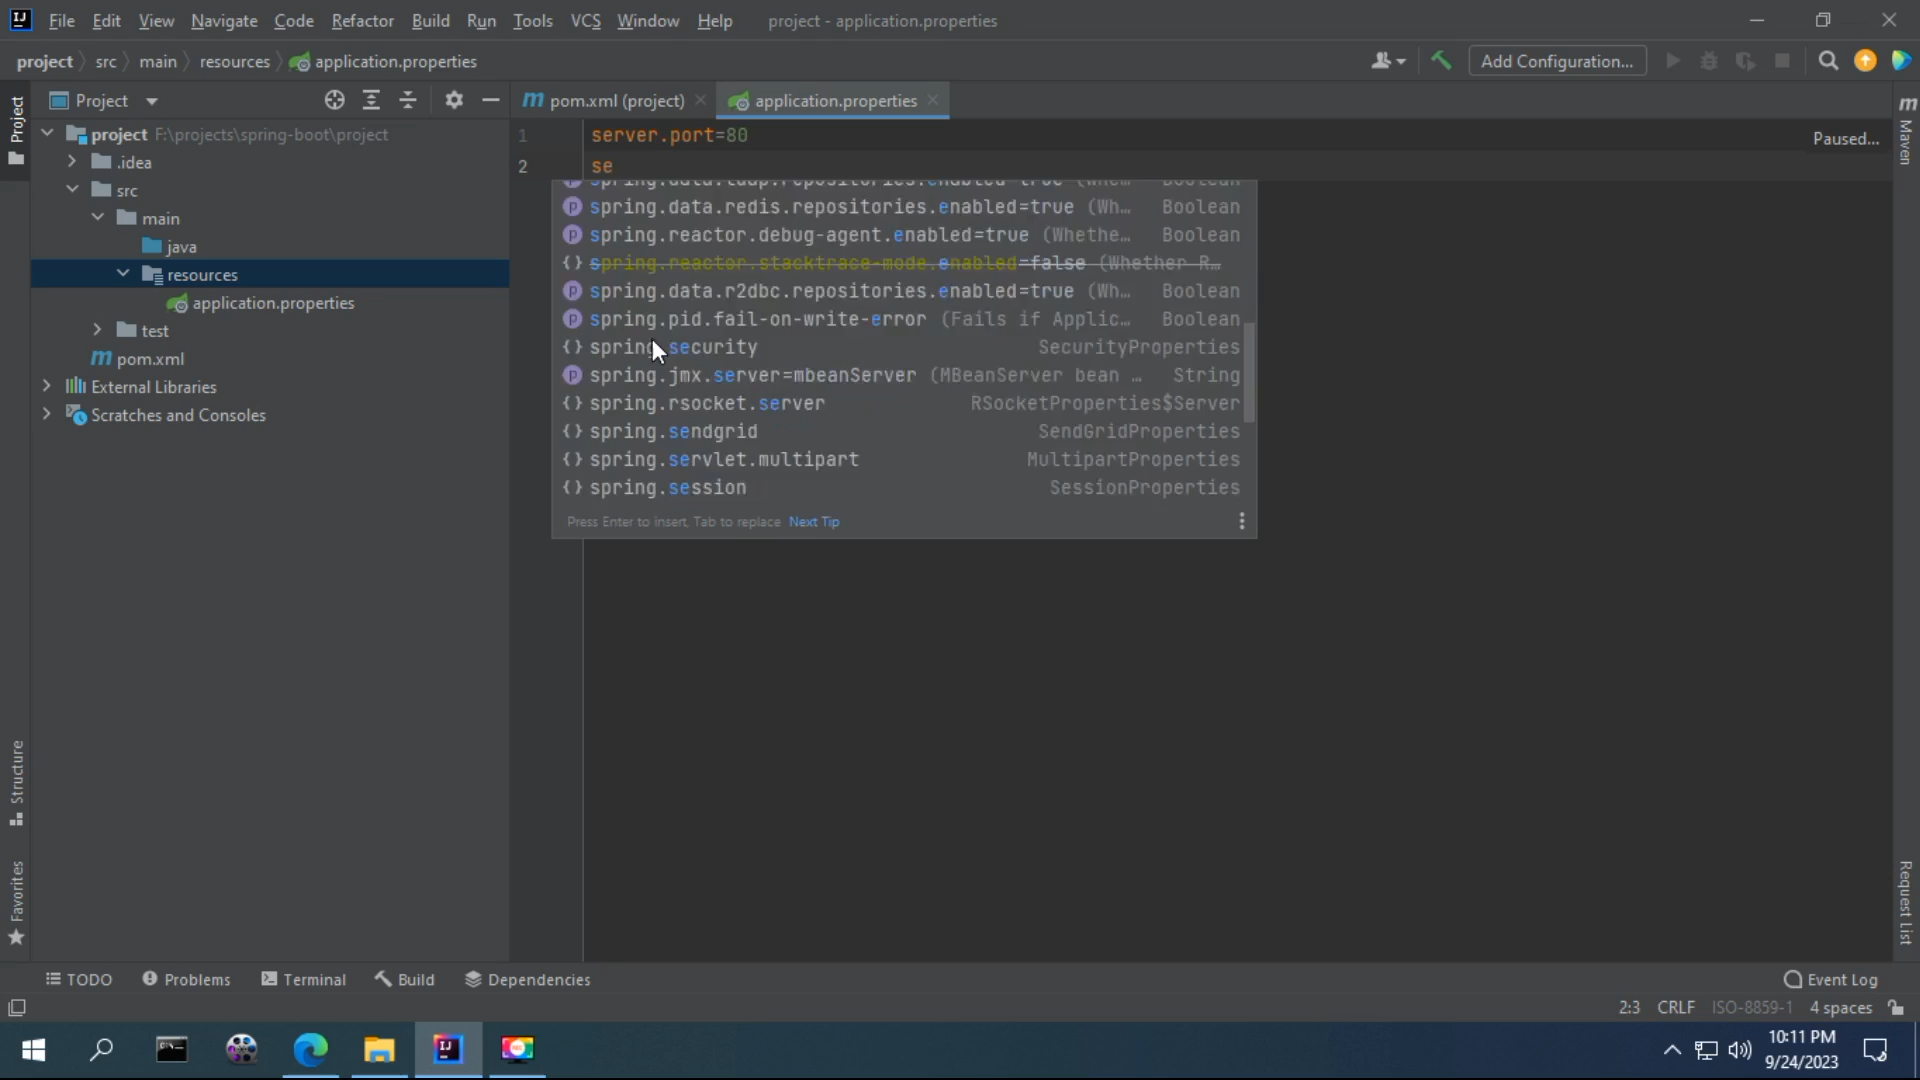 File Edit View Navigate Code Refactor Build Run Tools VCS Window Help project - application.properties
project src main resources application.properties Add Configuration...
Project pom.xml (project) application.properties
project F:\projects\spring-boot\project
.idea
src
main
java
resources
application.properties
test
pom.xml
External Libraries
Scratches and Consoles
1 server.port=80
Paused...
2 se
spring.data.redis.repositories.enabled=true (Wh... Boolean
spring.reactor.debug-agent.enabled=true (Whethe... Boolean
spring.reactor.stacktrace-mode.enabled=false (Whether R...
spring.data.r2dbc.repositories.enabled=true (Wh... Boolean
spring.pid.fail-on-write-error (Fails if Applic... Boolean
spring.security SecurityProperties
spring.jmx.server=mbeanServer (MBeanServer bean ... String
spring.rsocket.server RSocketProperties$Server
spring.sendgrid SendGridProperties
spring.servlet.multipart MultipartProperties
spring.session SessionProperties
Press Enter to insert, Tab to replace Next Tip
Project
Structure
Favorites
Maven
Request List
TODO Problems Terminal Build Dependencies Event Log
2:3 CRLF ISO-8859-1 4 spaces
10:11 PM
9/24/2023